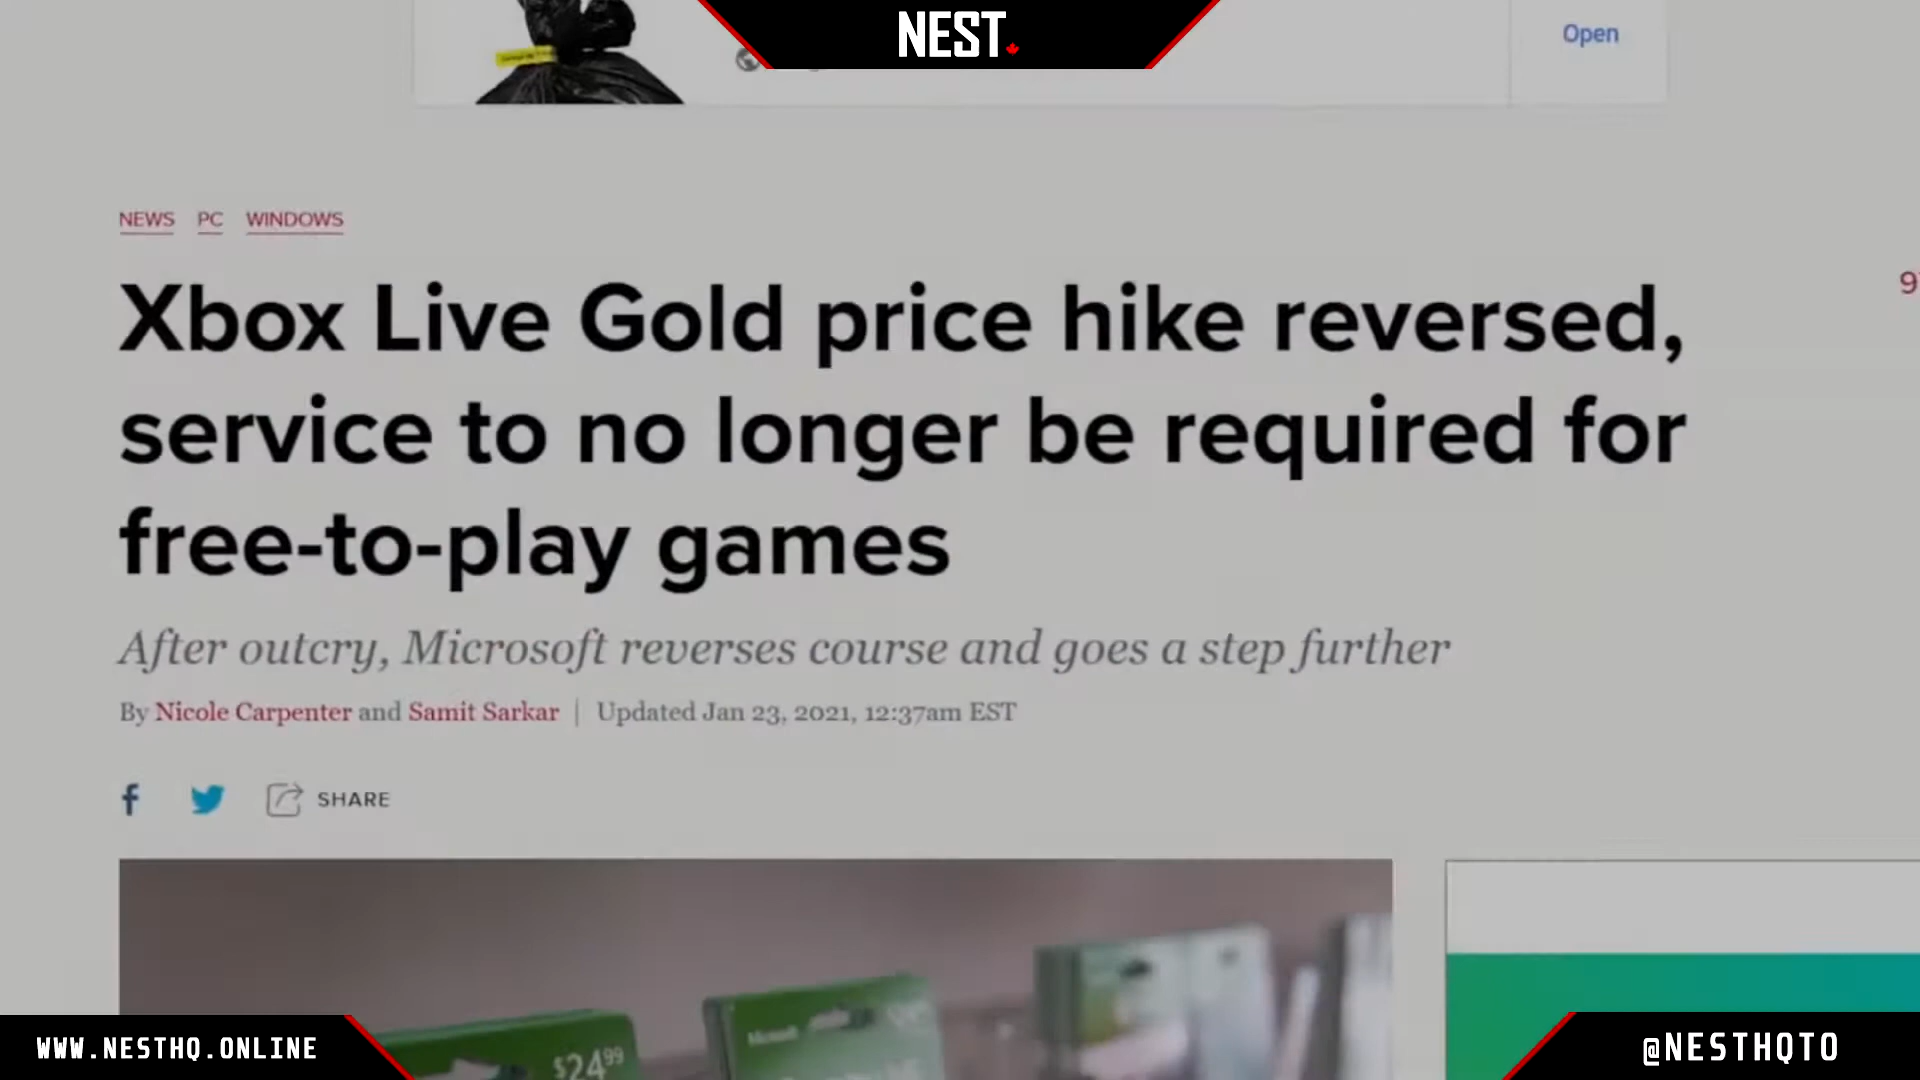 NEST.
Open
NEWS PC WINDOWS
Xbox Live Gold price hike reversed,
service to no longer be required for
free-to-play games
After outcry, Microsoft reverses course and goes a step further
By Nicole Carpenter and Samit Sarkar | Updated Jan 23, 2021, 12:37am EST
SHARE
Microsoft
$24.99
WWW.NESTHQ.ONLINE
@NESTHQTO